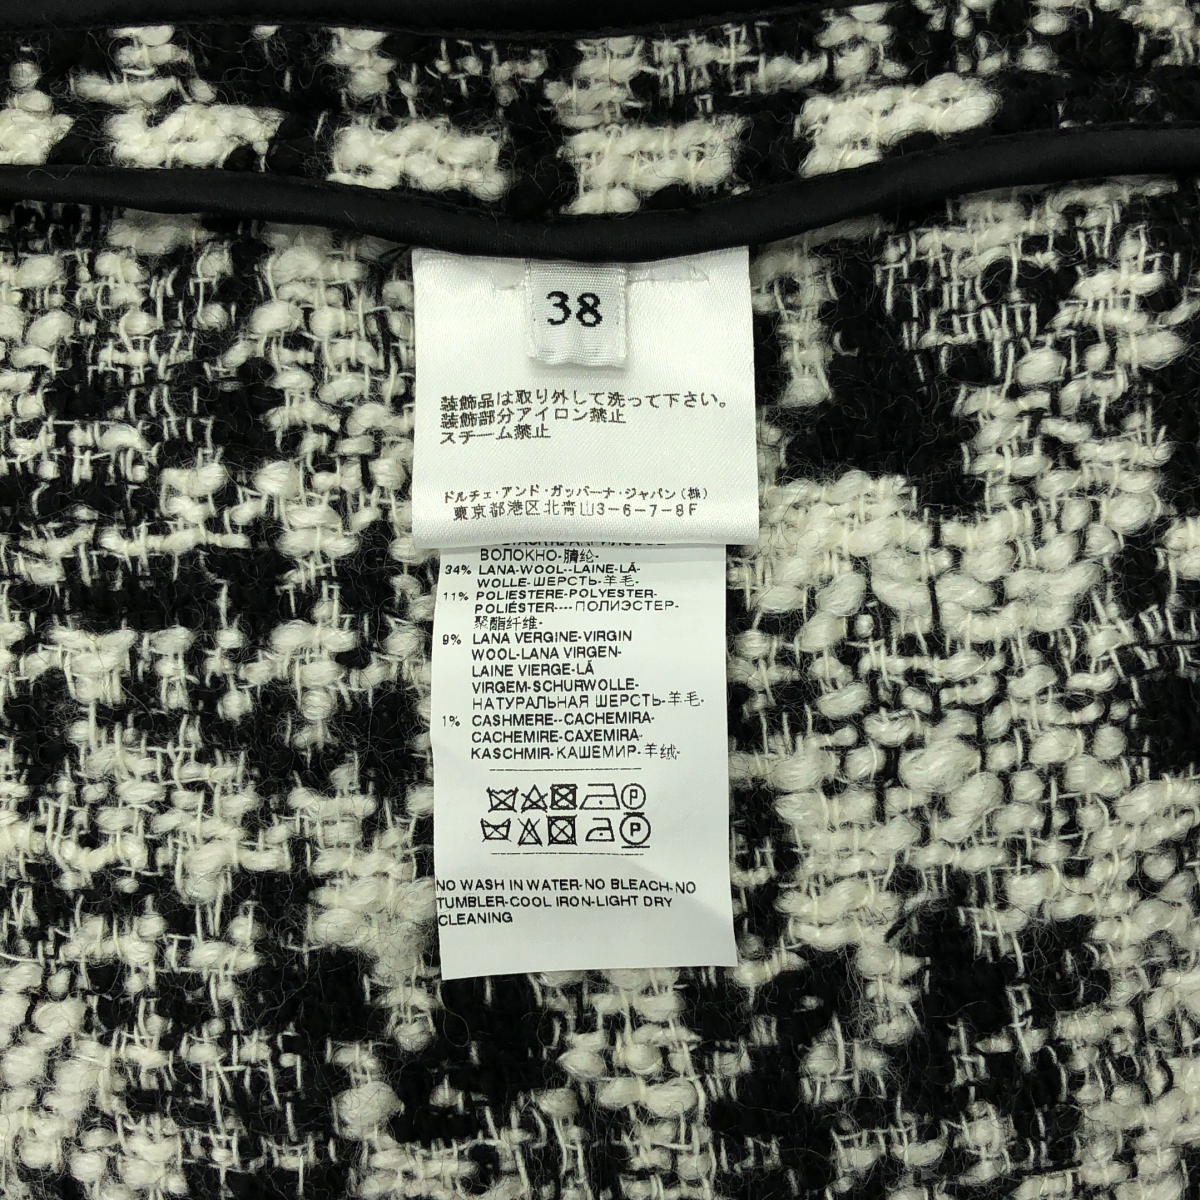 38
装飾品は取り外して洗って下さい。
装飾部分アイロン禁止
スチーム禁止
ドルチェ・アンド・ガッバーナ・ジャパン(株)
東京都港区北青山3-6-7-8F
ВОЛОКНО-腈纶-
34% LANA-WOOL--LAINE-LÁ-
WOLLE-ШЕРСТЬ-羊毛-
11% POLIESTERE-POLYESTER-
POLIÉSTER----ПОЛИЭСТЕР-
聚酯纤维-
9% LANA VERGINE-VIRGIN
WOOL-LANA VIRGEN-
LAINE VIERGE-LÁ
VIRGEM-SCHURWOLLE-
НАТУРАЛЬНАЯ ШЕРСТЬ-羊毛-
1% CASHMERE--CACHEMIRA-
CACHEMIRE-CAXEMIRA-
KASCHMIR-КАШЕМИР-羊绒-
P
P
NO WASH IN WATER-NO BLEACH-NO
TUMBLER-COOL IRON-LIGHT DRY
CLEANING